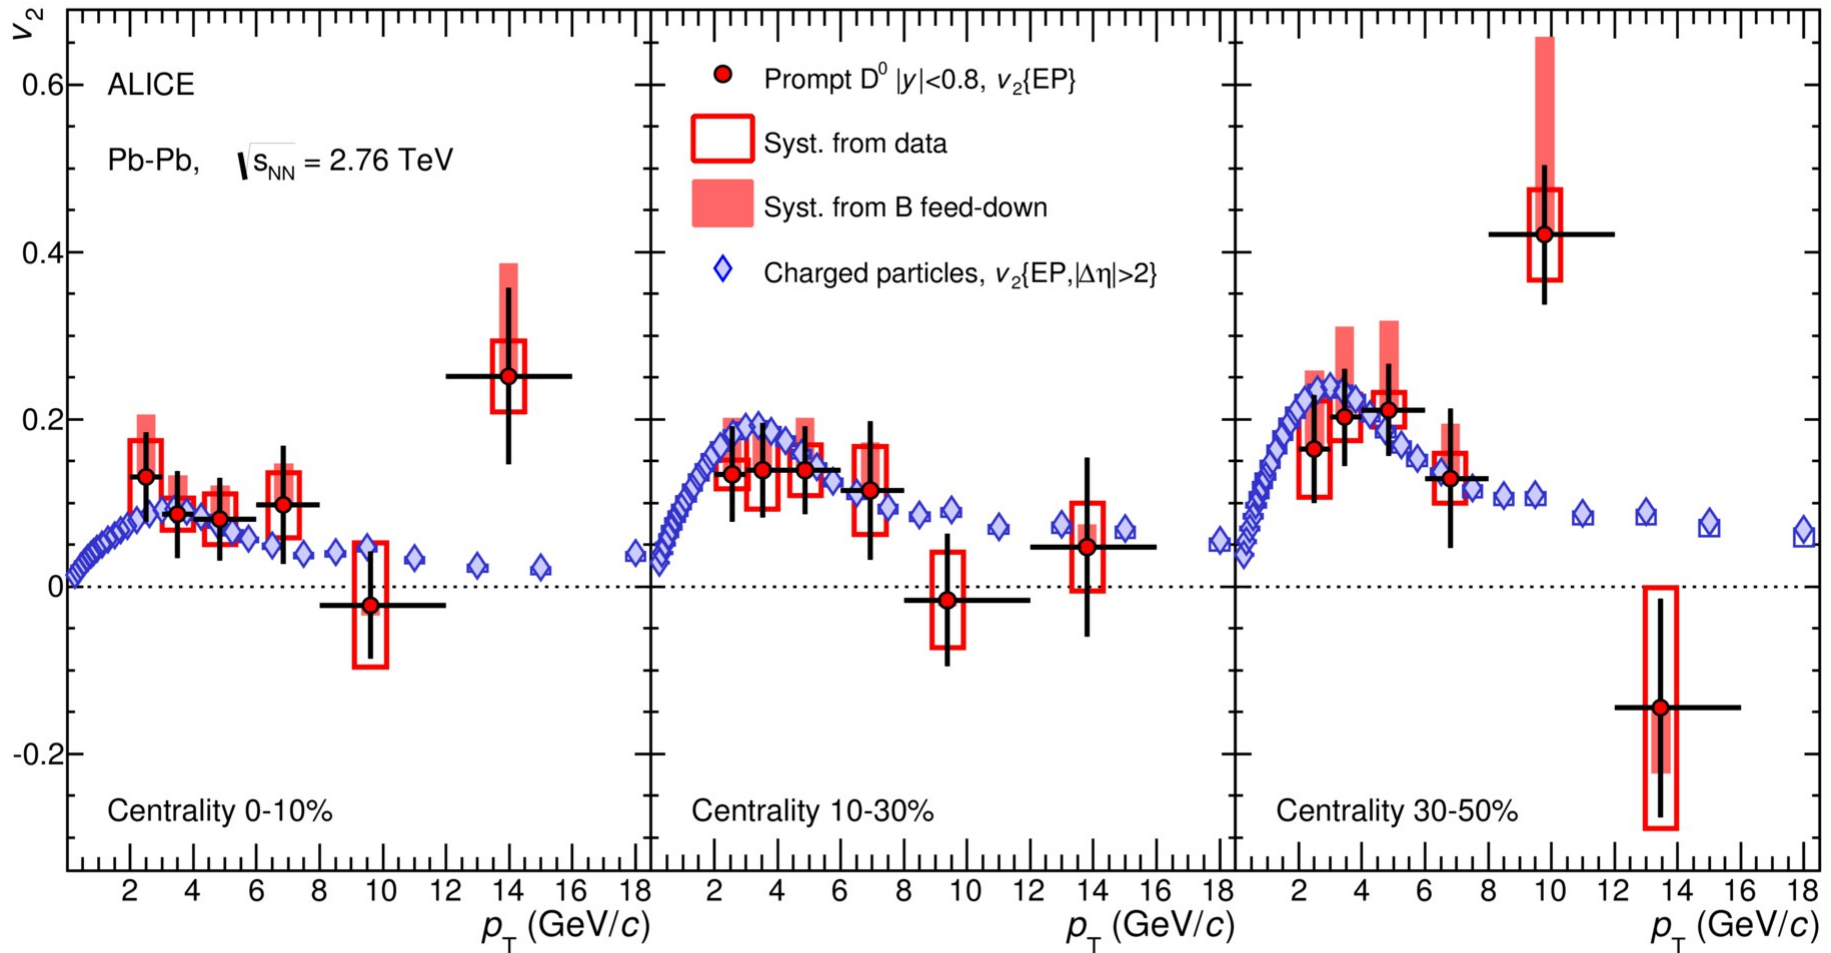 v₂
0.6
0.4
0.2
0
-0.2
ALICE
Pb-Pb, √sNN = 2.76 TeV
Centrality 0-10%
2 4 6 8 10 12 14 16 18
pT (GeV/c)
Prompt D⁰ |y|<0.8, v₂{EP}
Syst. from data
Syst. from B feed-down
Charged particles, v₂{EP,|Δη|>2}
Centrality 10-30%
2 4 6 8 10 12 14 16 18
pT (GeV/c)
Centrality 30-50%
2 4 6 8 10 12 14 16 18
pT (GeV/c)